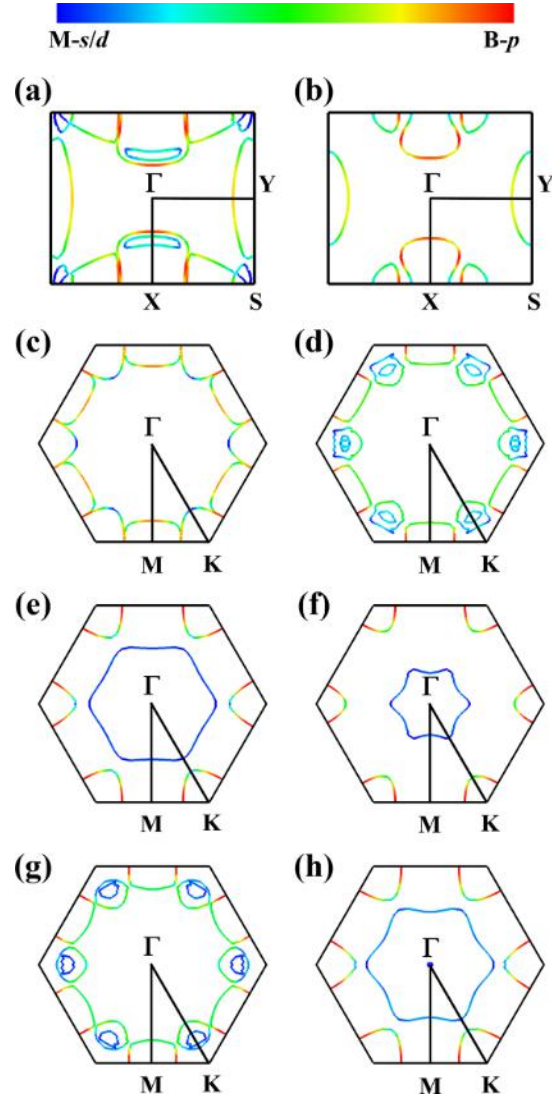 M-s/d B-p
(a) (b)
Γ Y Γ Y
X S X S
(c) (d)
Γ Γ
M K M K
(e) (f)
Γ Γ
M K M K
(g) (h)
Γ Γ
M K M K